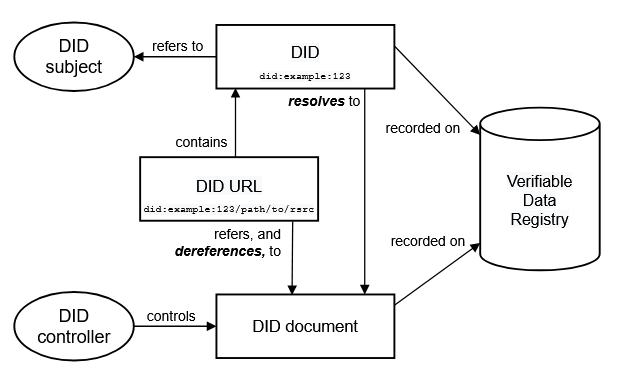 DID
subject
refers to
DID
did:example:123
resolves to
recorded on
contains
DID URL
did:example:123/path/to/rsrc
Verifiable
Data
Registry
refers, and
dereferences, to
recorded on
DID
controller
controls
DID document